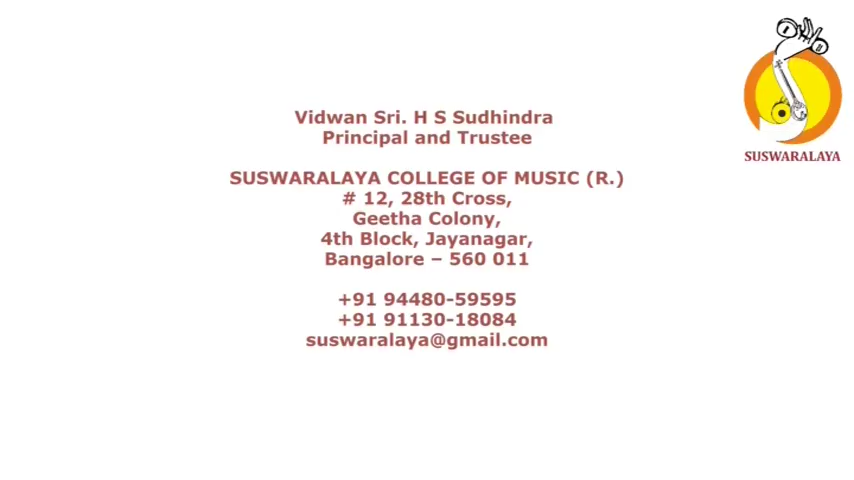 Vidwan Sri. H S Sudhindra
Principal and Trustee
SUSWARALAYA COLLEGE OF MUSIC (R.)
# 12, 28th Cross,
Geetha Colony,
4th Block, Jayanagar,
Bangalore – 560 011
+91 94480-59595
+91 91130-18084
suswaralaya@gmail.com
SUSWARALAYA